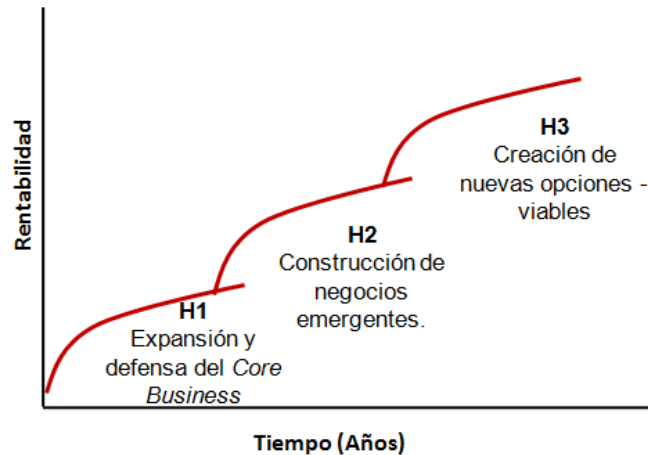 Rentabilidad
H3
Creación de
nuevas opciones -
viables
H2
Construcción de
negocios
emergentes.
H1
Expansión y
defensa del Core
Business
Tiempo (Años)